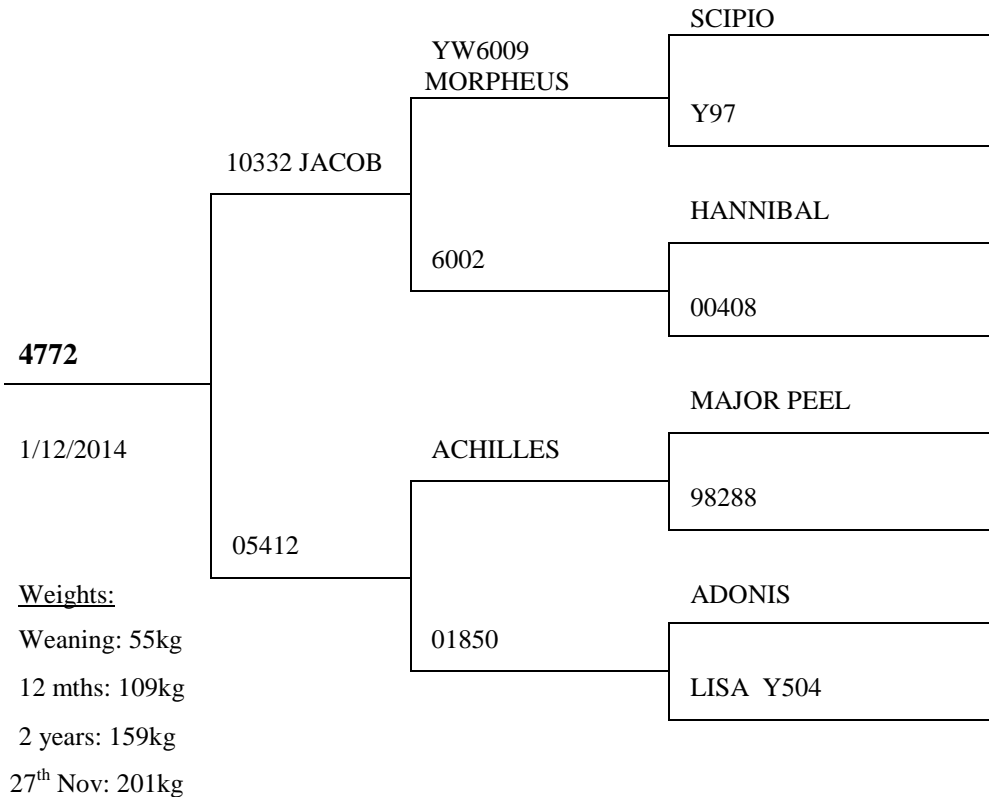 SCIPIO
YW6009
MORPHEUS
Y97
10332 JACOB
HANNIBAL
6002
00408
4772
MAJOR PEEL
1/12/2014
ACHILLES
98288
05412
Weights:
ADONIS
Weaning: 55kg
01850
12 mths: 109kg
LISA Y504
2 years: 159kg
27th Nov: 201kg